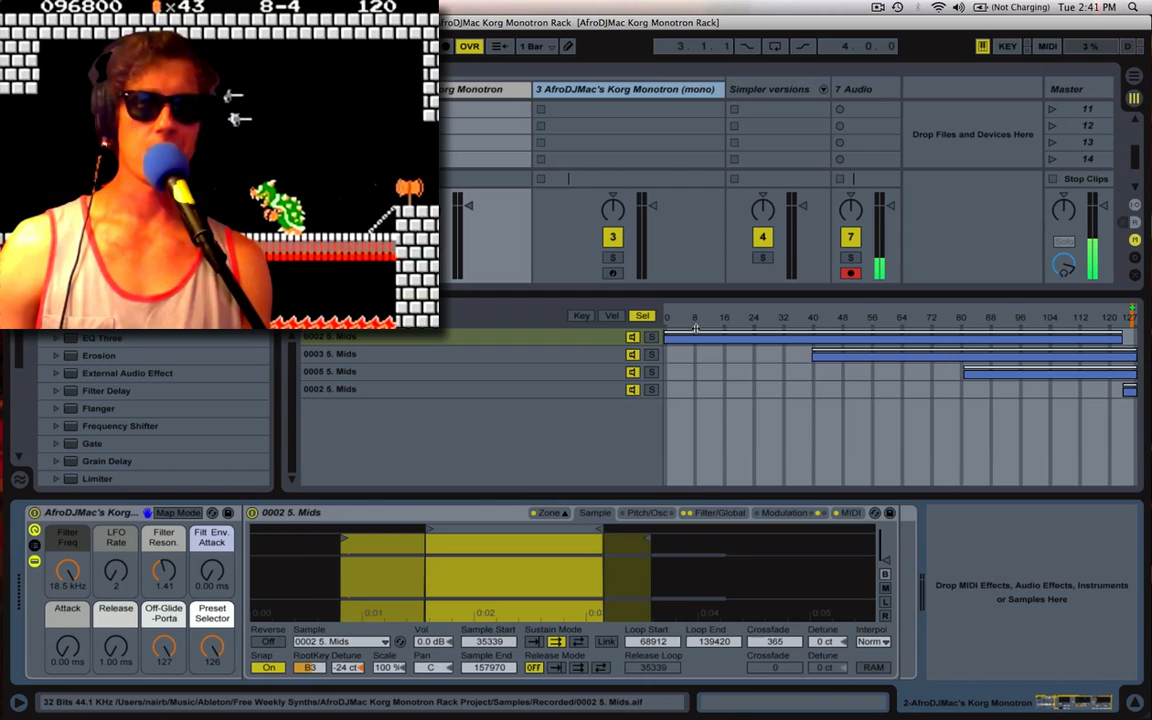 096800 ×43 8-4 120
(Not Charging) Tue 2:41 PM
froDJMac Korg Monotron Rack [AfroDJMac Korg Monotron Rack]
OVR 1 Bar 3. 1. 1 4. 0. 0 KEY MIDI 3 % D
org Monotron 3 AfroDJMac's Korg Monotron (mono) Simpler versions 7 Audio Master
11
12
Drop Files and Devices Here
13
14
Stop Clips
3 4 7 Solo
Key Vel Sel 0 8 16 24 32 40 48 56 64 72 80 88 96 104 112 120 127
EQ Three 0002 5. Mids S
Erosion 0003 5. Mids S
External Audio Effect 0005 5. Mids S
Filter Delay 0002 5. Mids S
Flanger
Frequency Shifter
Gate
Grain Delay
Limiter
AfroDJMac's Korg... Map Mode 0002 5. Mids Zone Sample Pitch/Osc Filter/Global Modulation MIDI
Filter Freq LFO Rate Filter Reson. Filt Env. Attack
18.5 kHz 2 1.41 0.00 ms
Attack Release Off-Glide -Porta Preset Selector
0.00 ms 1.00 ms 127 126
0:00 0:01 0:02 0:03 0:04 0:05
B
M
L
R
Reverse Sample Vol Sample Start Sustain Mode Loop Start Loop End Crossfade Detune Interpol
Off 0002 5. Mids 0.0 dB 35339 Link 68912 139420 365 0 ct Norm
Snap RootKey Detune Scale Pan Sample End Release Mode Release Loop Crossfade Detune
On B3 -24 ct 100 % C 157970 OFF 35339 0 0 ct RAM
Drop MIDI Effects, Audio Effects, Instruments
or Samples Here
32 Bits 44.1 KHz /Users/nairb/Music/Ableton/Free Weekly Synths/AfroDJMac Korg Monotron Rack Project/Samples/Recorded/0002 5. Mids.aif
2-AfroDJMac's Korg Monotron